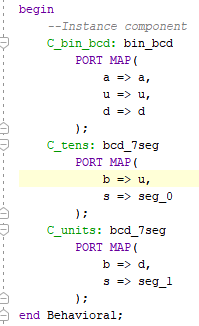 begin
--Instance component
C_bin_bcd: bin_bcd
PORT MAP(
a => a,
u => u,
d => d
);
C_tens: bcd_7seg
PORT MAP(
b => u,
s => seg_0
);
C_units: bcd_7seg
PORT MAP(
b => d,
s => seg_1
);
end Behavioral;